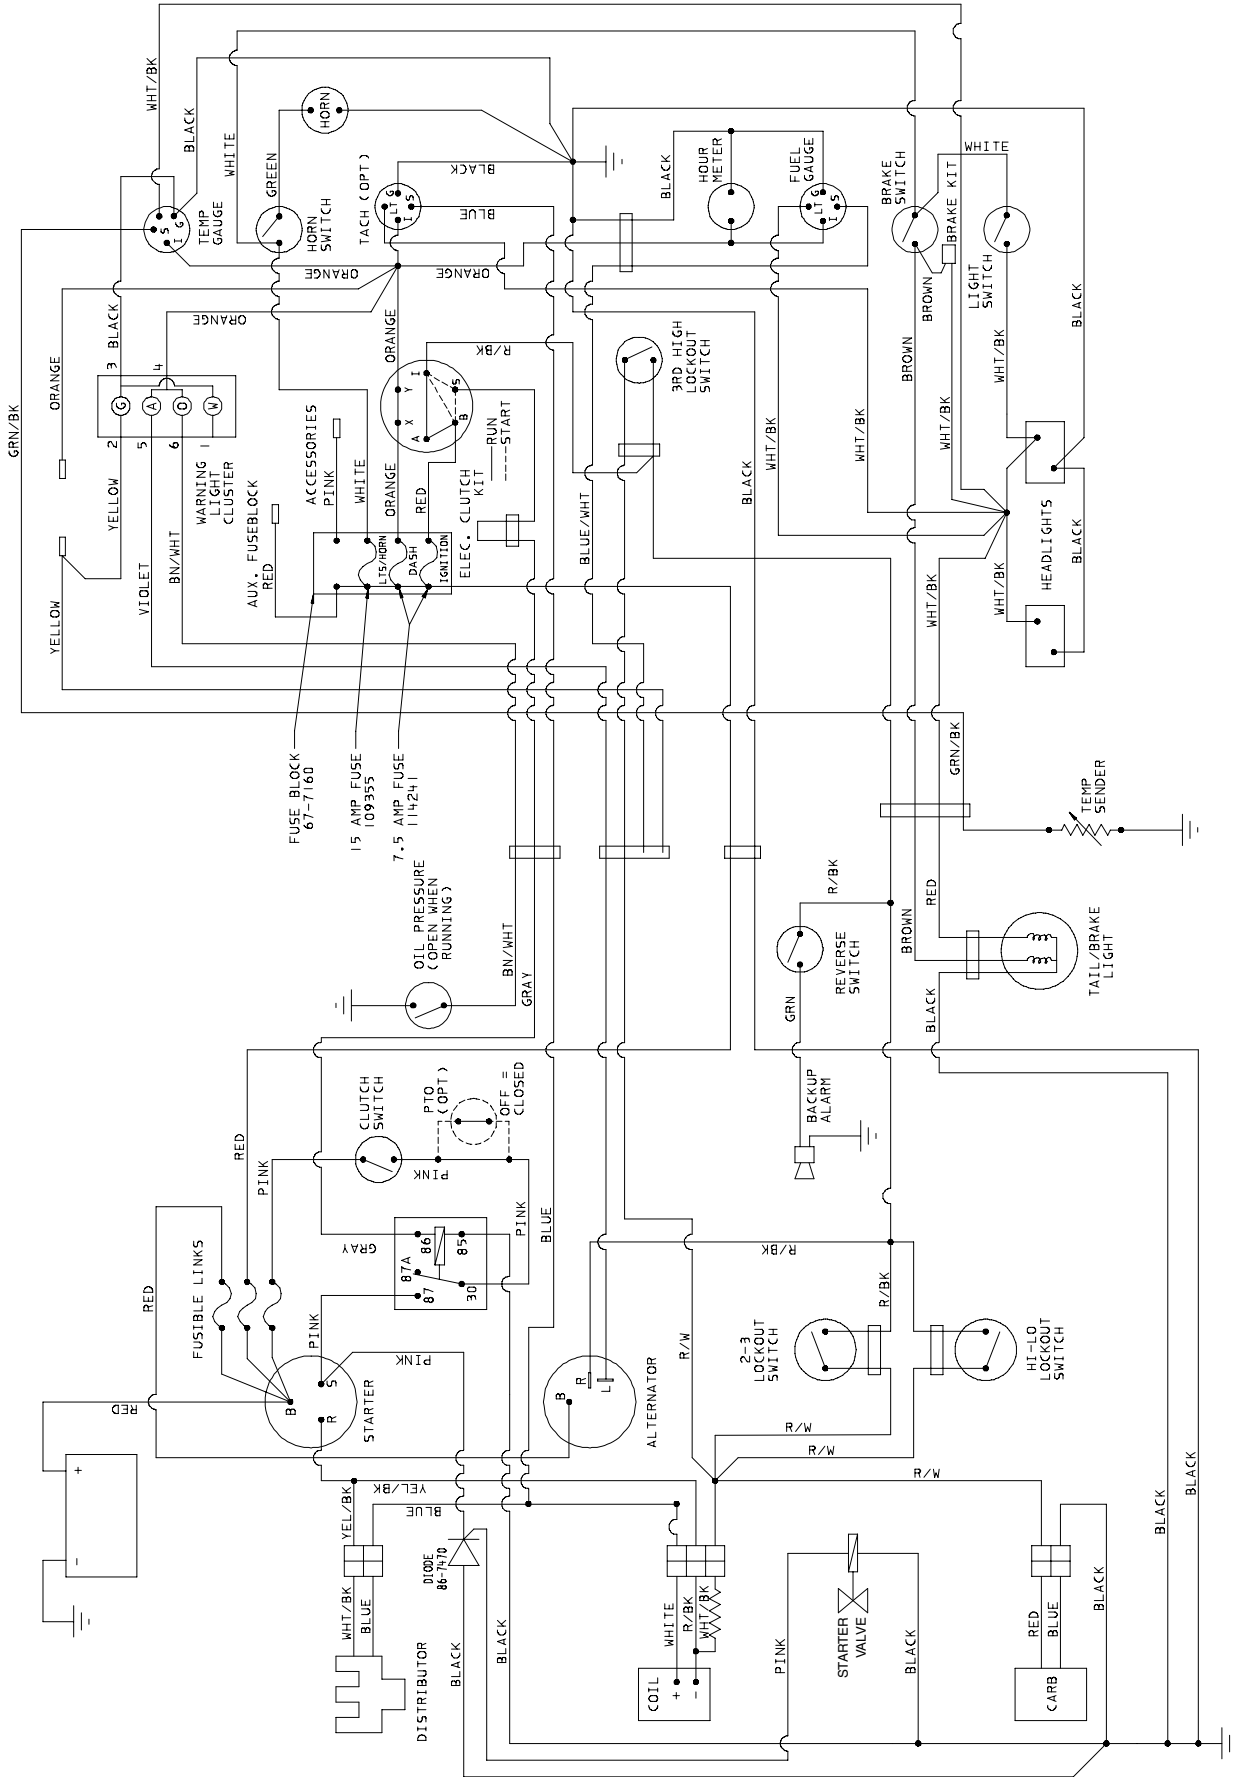 GRN/BK
YELLOW
ORANGE
+
-
RED
YELLOW
2
3
BLACK
VIOLET
5
4
WHT/BK
BN/WHT
6
G
A
O
W
1
WARNING
LIGHT
CLUSTER
ORANGE
BLACK
S
I
G
TEMP
GAUGE
WHITE
RED
FUSIBLE LINKS
RED
PINK
AUX. FUSEBLOCK
RED
ACCESSORIES
PINK
WHITE
GREEN
HORN
HORN
SWITCH
ORANGE
FUSE BLOCK
67-7160
15 AMP FUSE
109355
7.5 AMP FUSE
114241
LTS/HORN
DASH
IGNITION
ORANGE
RED
ELEC. CLUTCH
KIT
RUN
START
ORANGE
X
Y
A
B
I
S
R/BK
TACH (OPT)
G
LT
I
S
BLACK
BLUE
ORANGE
B
R
S
STARTER
PINK
PINK
GRAY
87A
86
87
85
30
CLUTCH
SWITCH
PINK
PTO
(OPT)
OFF =
CLOSED
PINK
BLUE
OIL PRESSURE
(OPEN WHEN
RUNNING)
BN/WHT
GRAY
WHT/BK
BLUE
YEL/BK
YEL/BK
BLUE
DISTRIBUTOR
DIODE
86-7470
BLACK
BLACK
B
R
L
ALTERNATOR
R/BK
R/W
BLUE/WHT
3RD HIGH
LOCKOUT
SWITCH
BLACK
HOUR
METER
FUEL
GAUGE
G
LT
I
S
COIL
+
-
WHITE
R/BK
WHT/BK
PINK
STARTER
VALVE
BLACK
R/W
R/W
R/W
2-3
LOCKOUT
SWITCH
R/BK
HI-LO
LOCKOUT
SWITCH
BACKUP
ALARM
GRN
REVERSE
SWITCH
R/BK
BLACK
WHT/BK
WHT/BK
BROWN
BROWN
BRAKE
SWITCH
BRAKE KIT
WHITE
LIGHT
SWITCH
BROWN
RED
BLACK
TAIL/BRAKE
LIGHT
WHT/BK
WHT/BK
WHT/BK
WHT/BK
GRN/BK
TEMP
SENDER
HEADLIGHTS
BLACK
BLACK
CARB
RED
BLUE
BLACK
BLACK
BLACK